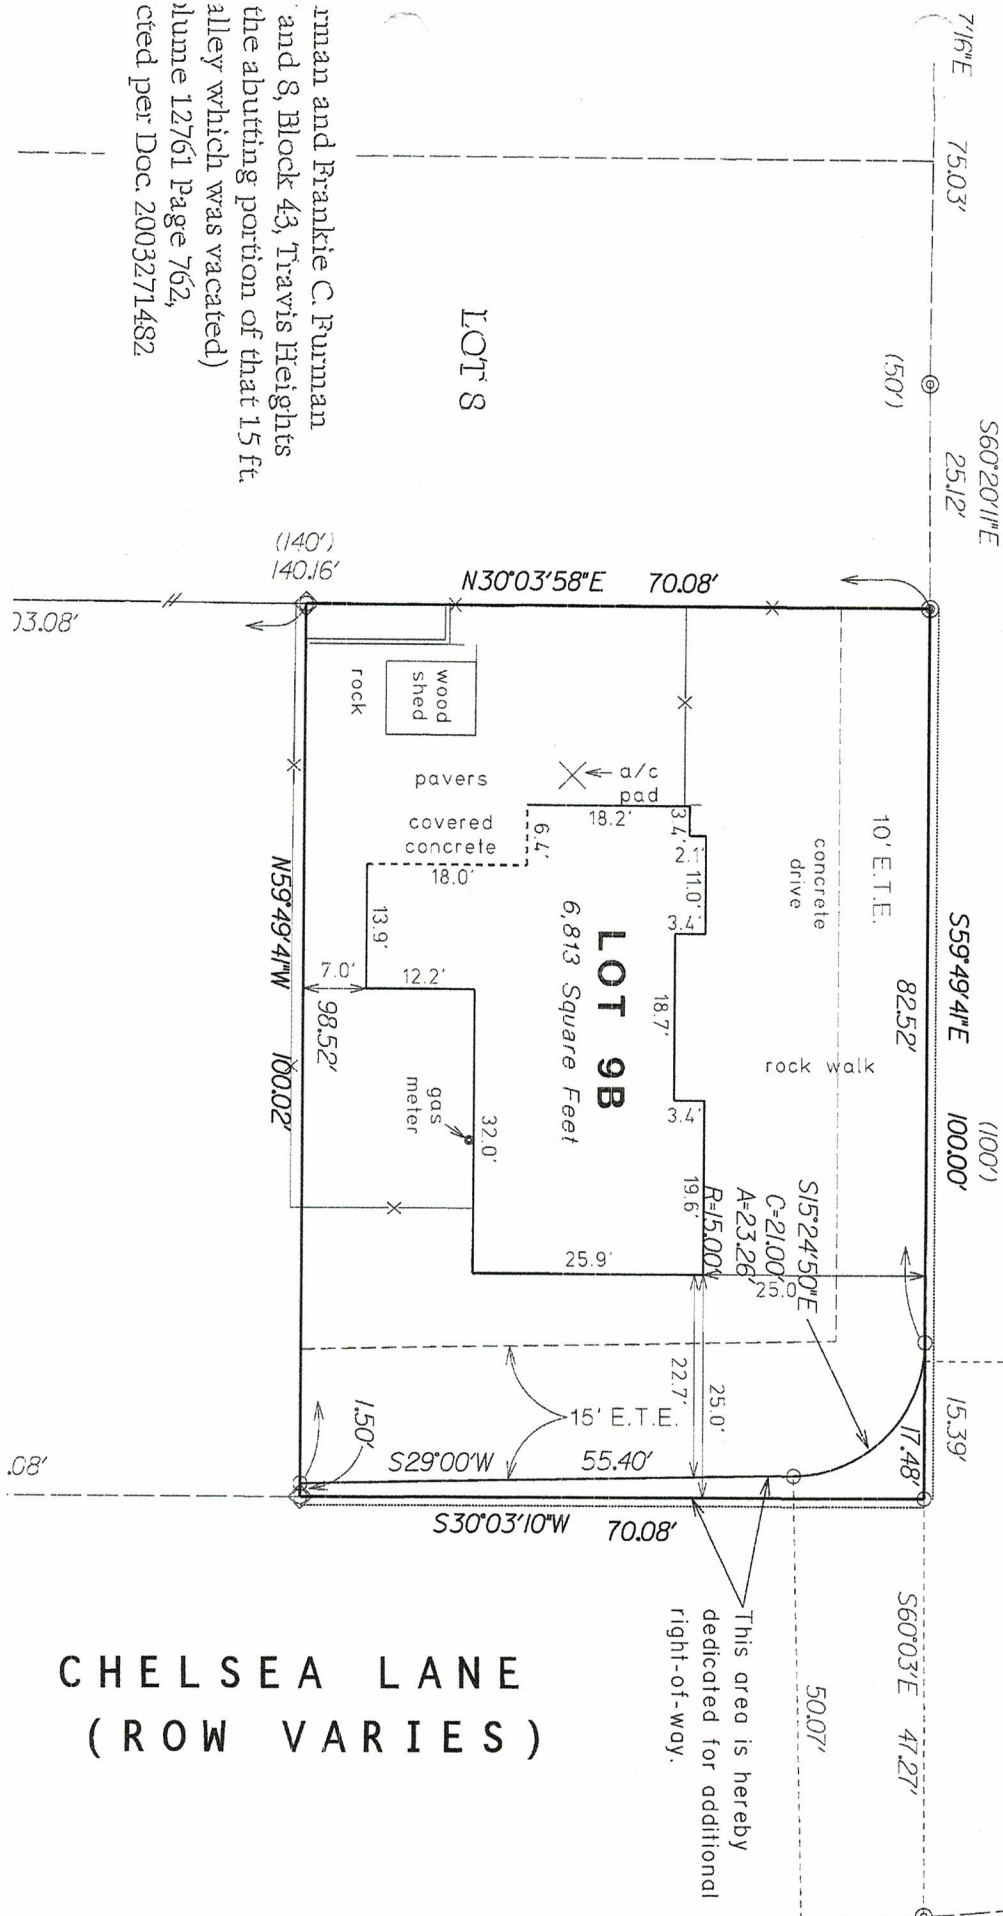 7'16"E
75.03'
(50')
25.12'
S60°20'11"E
and Frankie C. Furman
and 8, Block 43, Travis Heights
the abutting portion of that 15 ft.
alley which was vacated)
12761 Page 762,
per Doc. 2003271482
LOT 8
(140')
140.16'
03.08'
N30°03'58"E 70.08'
S59°49'41"E
(100')
100.00'
82.52'
10' E.T.E.
concrete
drive
rock walk
wood
shed
rock
pavers
a/c
pad
covered
concrete
18.2'
3.4'
2.1'
11.0'
3.4'
18.7'
3.4'
19.6'
6.4'
18.0'
13.9'
7.0'
12.2'
32.0'
25.9'
LOT 9B
6,813 Square Feet
gas
meter
98.52'
N59°49'41"W 100.02'
S15°24'50"E
C=21.00'
A=23.26'
R=15.00'
25.0'
22.7'
25.0'
15' E.T.E.
1.50'
S29°00'W 55.40'
17.48'
15.39'
S30°03'10"W 70.08'
.08'
This area is hereby
dedicated for additional
right-of-way.
50.07'
S60°03'E 47.27'
CHELSEA LANE
(ROW VARIES)